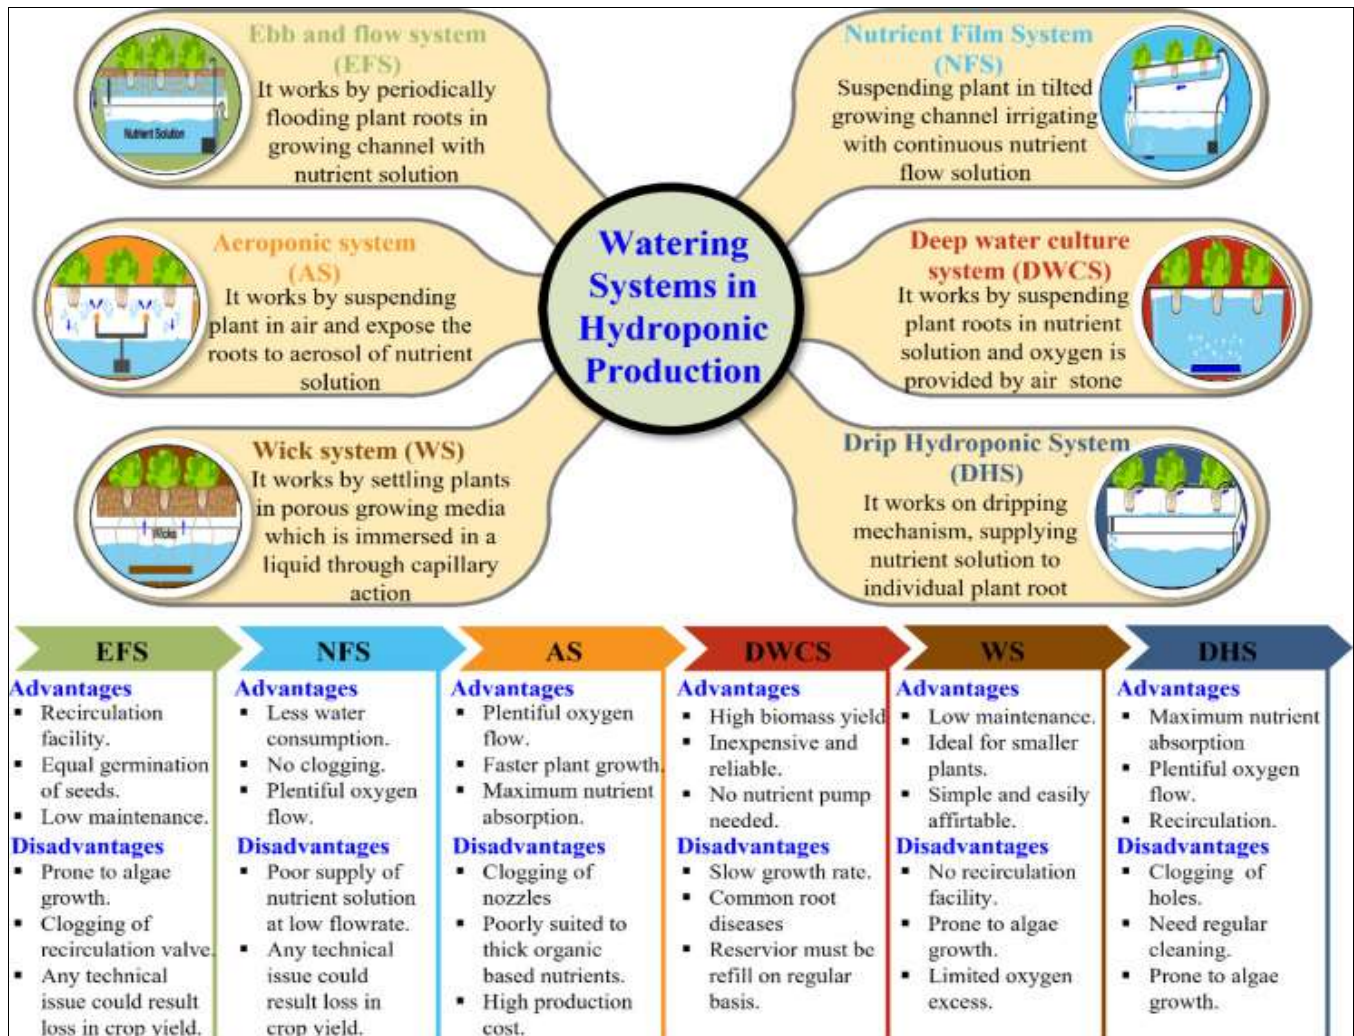 Ebb and flow system
(EFS)
It works by periodically
flooding plant roots in
growing channel with
nutrient solution
Nutrient Solution
Nutrient Film System
(NFS)
Suspending plant in tilted
growing channel irrigating
with continuous nutrient
flow solution
Aeroponic system
(AS)
It works by suspending
plant in air and expose the
roots to aerosol of nutrient
solution
Watering
Systems in
Hydroponic
Production
Deep water culture
system (DWCS)
It works by suspending
plant roots in nutrient
solution and oxygen is
provided by air stone
Wick system (WS)
It works by settling plants
in porous growing media
which is immersed in a
liquid through capillary
action
Wicks
Drip Hydroponic System
(DHS)
It works on dripping
mechanism, supplying
nutrient solution to
individual plant root
EFS
Advantages
▪ Recirculation
facility.
▪ Equal germination
of seeds.
▪ Low maintenance.
Disadvantages
▪ Prone to algae
growth.
▪ Clogging of
recirculation valve.
▪ Any technical
issue could result
loss in crop yield.
NFS
Advantages
▪ Less water
consumption.
▪ No clogging.
▪ Plentiful oxygen
flow.
Disadvantages
▪ Poor supply of
nutrient solution
at low flowrate.
▪ Any technical
issue could
result loss in
crop yield.
AS
Advantages
▪ Plentiful oxygen
flow.
▪ Faster plant growth.
▪ Maximum nutrient
absorption.
Disadvantages
▪ Clogging of
nozzles
▪ Poorly suited to
thick organic
based nutrients.
▪ High production
cost.
DWCS
Advantages
▪ High biomass yield
▪ Inexpensive and
reliable.
▪ No nutrient pump
needed.
Disadvantages
▪ Slow growth rate.
▪ Common root
diseases
▪ Reservior must be
refill on regular
basis.
WS
Advantages
▪ Low maintenance.
▪ Ideal for smaller
plants.
▪ Simple and easily
affirtable.
Disadvantages
▪ No recirculation
facility.
▪ Prone to algae
growth.
▪ Limited oxygen
excess.
DHS
Advantages
▪ Maximum nutrient
absorption
▪ Plentiful oxygen
flow.
▪ Recirculation.
Disadvantages
▪ Clogging of
holes.
▪ Need regular
cleaning.
▪ Prone to algae
growth.